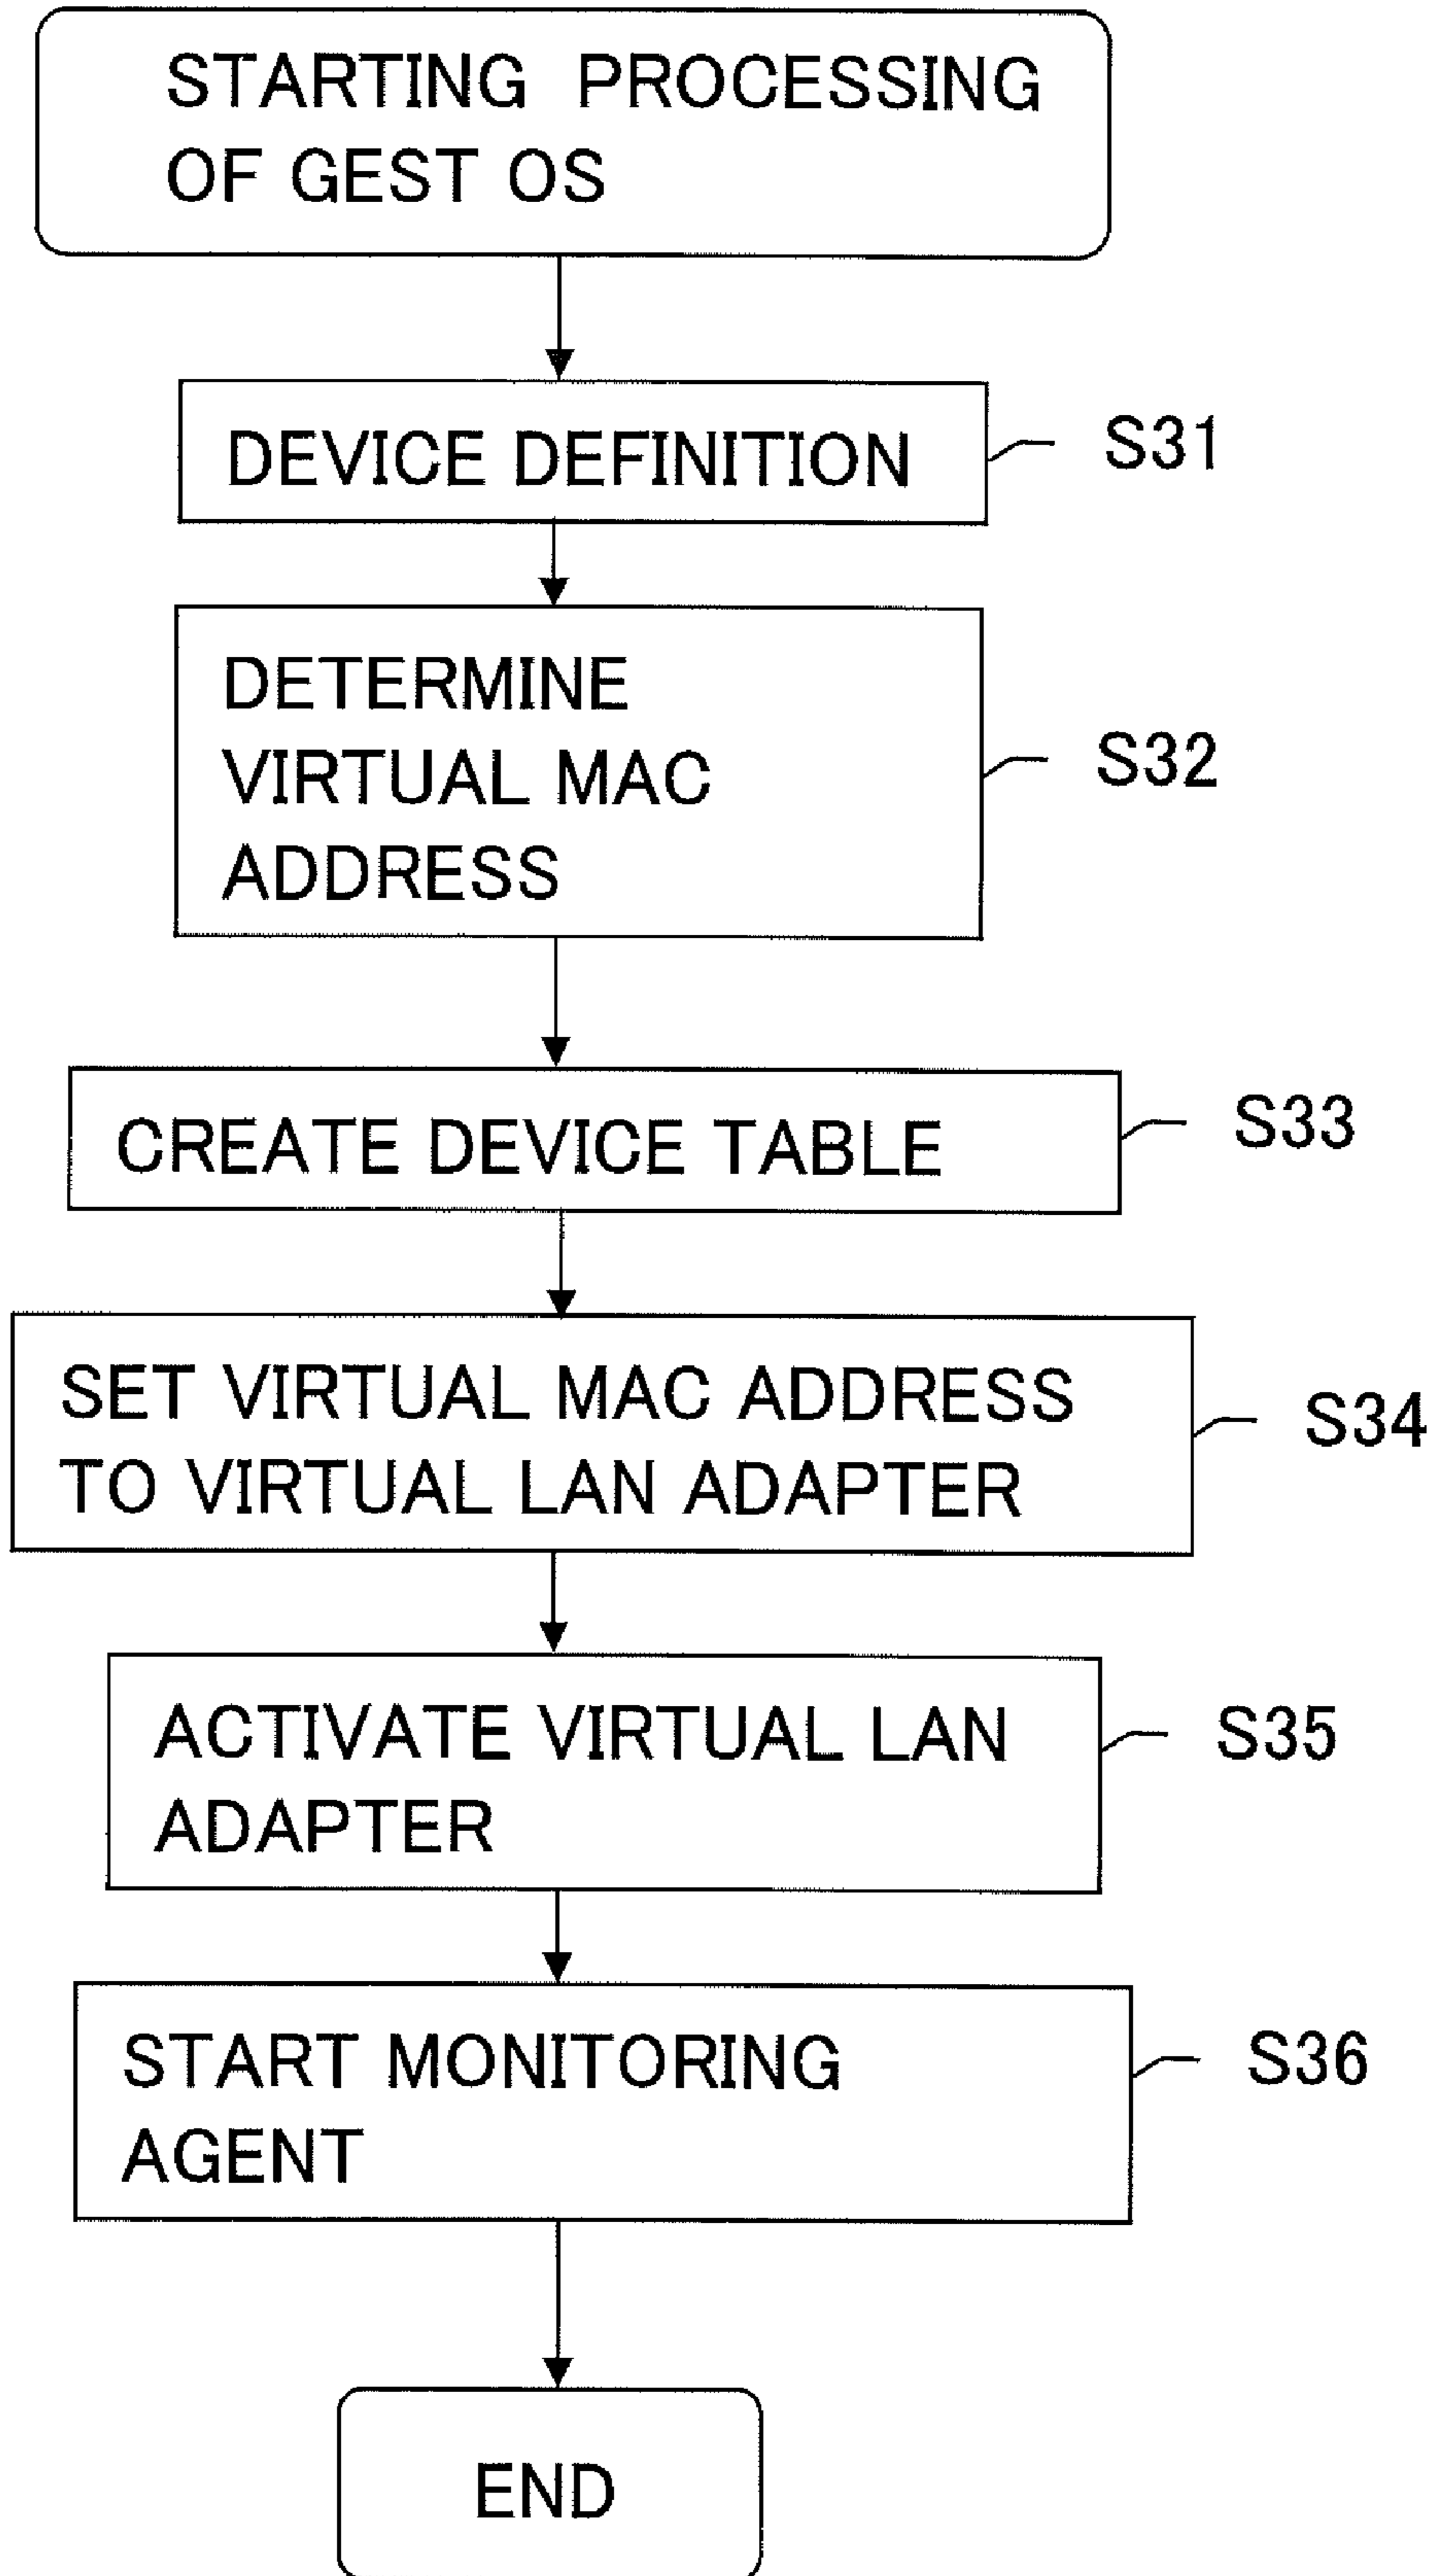 STARTING PROCESSING
OF GEST OS
DEVICE DEFINITION
S31
DETERMINE
VIRTUAL MAC
ADDRESS
S32
CREATE DEVICE TABLE
S33
SET VIRTUAL MAC ADDRESS
TO VIRTUAL LAN ADAPTER
S34
ACTIVATE VIRTUAL LAN
ADAPTER
S35
START MONITORING
AGENT
S36
END